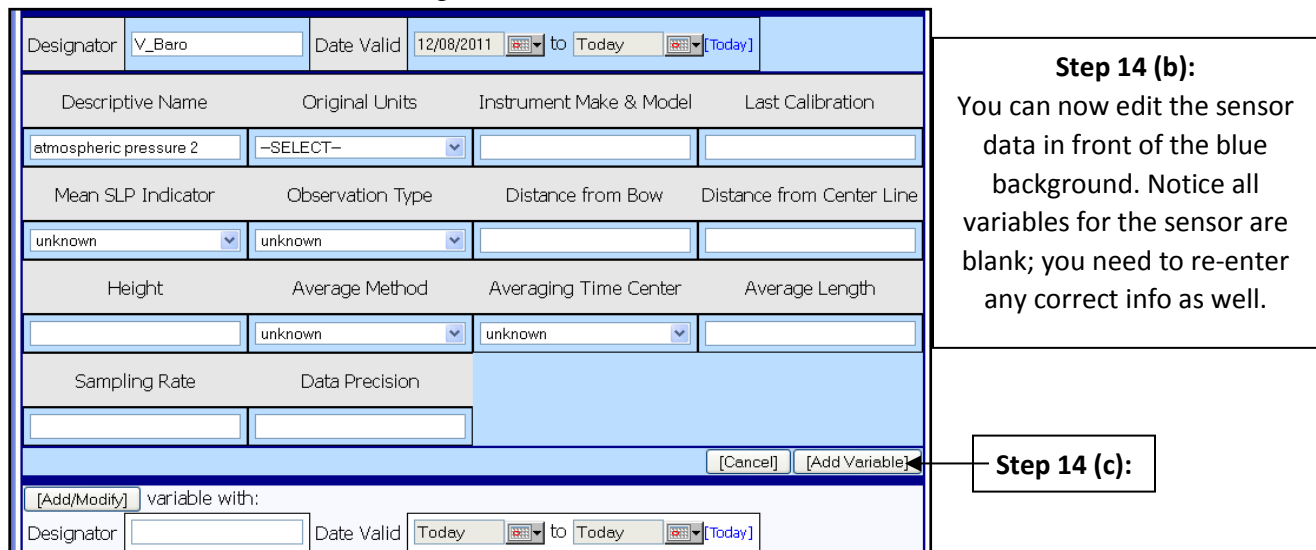 Designator V_Baro Date Valid 12/08/2011 to Today [Today]
Descriptive Name Original Units Instrument Make & Model Last Calibration
atmospheric pressure 2 --SELECT--
Mean SLP Indicator Observation Type Distance from Bow Distance from Center Line
unknown unknown
Height Average Method Averaging Time Center Average Length
unknown unknown
Sampling Rate Data Precision
[Cancel] [Add Variable]
[Add/Modify] variable with:
Designator Date Valid Today to Today [Today]
Step 14 (b):
You can now edit the sensor
data in front of the blue
background. Notice all
variables for the sensor are
blank; you need to re-enter
any correct info as well.
Step 14 (c):